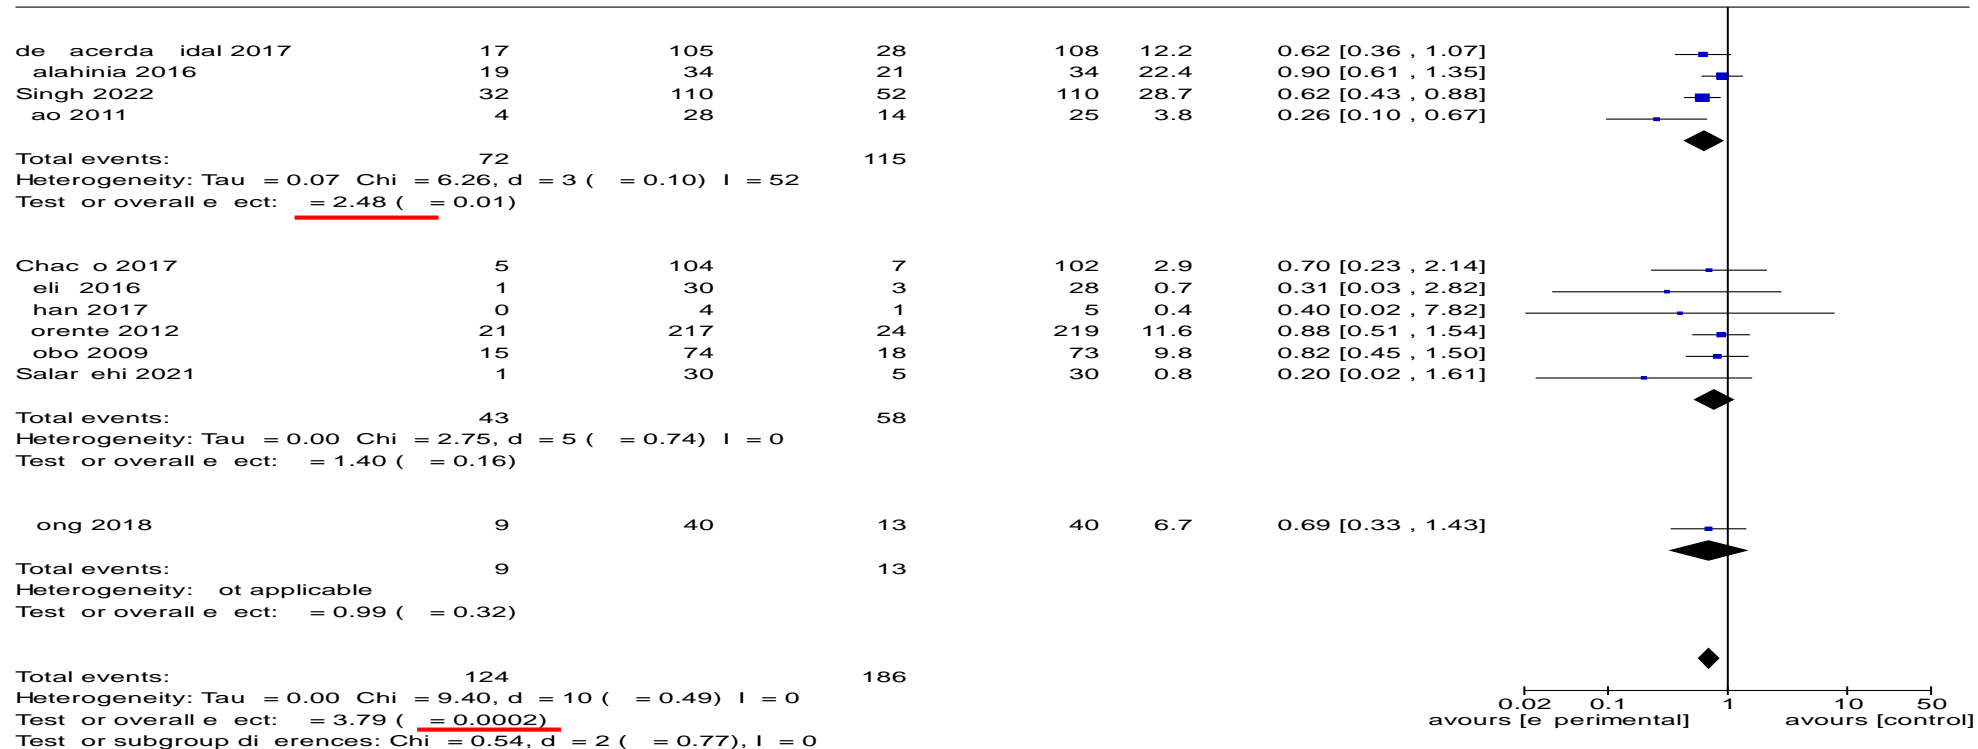 de acerda idal 2017 17 105 28 108 12.2 0.62 [0.36 , 1.07]
alahinia 2016 19 34 21 34 22.4 0.90 [0.61 , 1.35]
Singh 2022 32 110 52 110 28.7 0.62 [0.43 , 0.88]
ao 2011 4 28 14 25 3.8 0.26 [0.10 , 0.67]
Total events: 72 115
Heterogeneity: Tau = 0.07 Chi = 6.26, d = 3 ( = 0.10) I = 52
Test or overall e ect: = 2.48 ( = 0.01)
Chac o 2017 5 104 7 102 2.9 0.70 [0.23 , 2.14]
eli 2016 1 30 3 28 0.7 0.31 [0.03 , 2.82]
han 2017 0 4 1 5 0.4 0.40 [0.02 , 7.82]
orente 2012 21 217 24 219 11.6 0.88 [0.51 , 1.54]
obo 2009 15 74 18 73 9.8 0.82 [0.45 , 1.50]
Salar ehi 2021 1 30 5 30 0.8 0.20 [0.02 , 1.61]
Total events: 43 58
Heterogeneity: Tau = 0.00 Chi = 2.75, d = 5 ( = 0.74) I = 0
Test or overall e ect: = 1.40 ( = 0.16)
ong 2018 9 40 13 40 6.7 0.69 [0.33 , 1.43]
Total events: 9 13
Heterogeneity: ot applicable
Test or overall e ect: = 0.99 ( = 0.32)
Total events: 124 186
Heterogeneity: Tau = 0.00 Chi = 9.40, d = 10 ( = 0.49) I = 0
Test or overall e ect: = 3.79 ( = 0.0002)
Test or subgroup di erences: Chi = 0.54, d = 2 ( = 0.77), I = 0
0.02 0.1 1 10 50
avours [e perimental] avours [control]